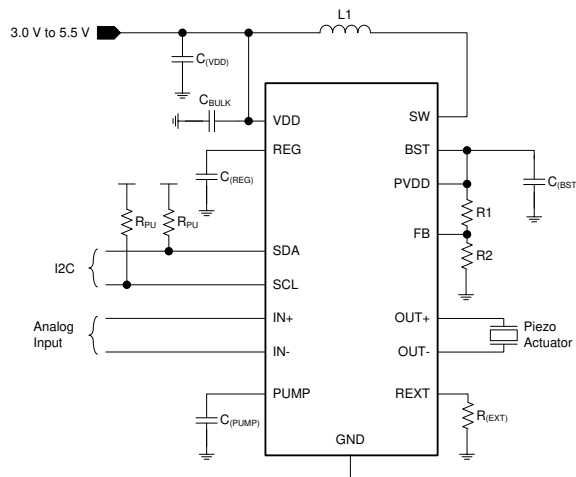 L1
3.0 V to 5.5 V
C(VDD)
CBULK
VDD
SW
REG
BST
C(REG)
PVDD
C(BST
R1
RPU
RPU
FB
R2
SDA
I2C
SCL
Analog
Input
IN+
IN-
OUT+
OUT-
Piezo
Actuator
PUMP
REXT
C(PUMP)
R(EXT)
GND